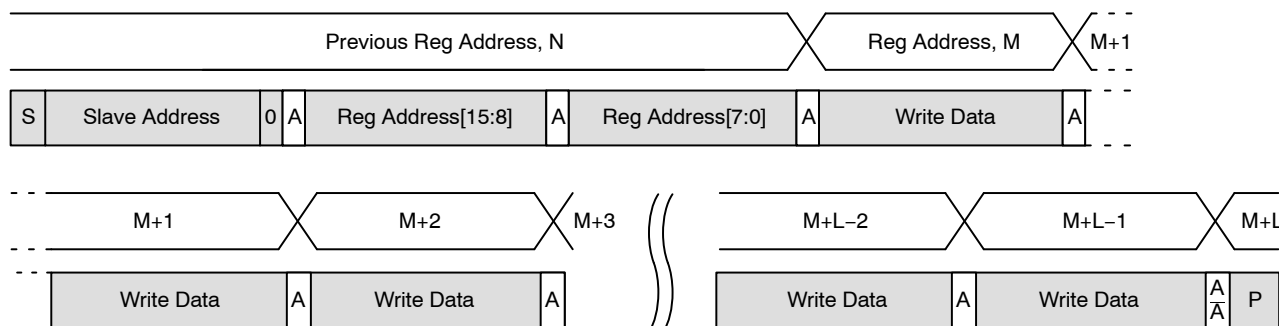 Previous Reg Address, N Reg Address, M M+1
S Slave Address 0 A Reg Address[15:8] A Reg Address[7:0] A Write Data A
M+1 M+2 M+3 M+L−2 M+L−1 M+L
Write Data A Write Data A Write Data A Write Data A/A̅ P